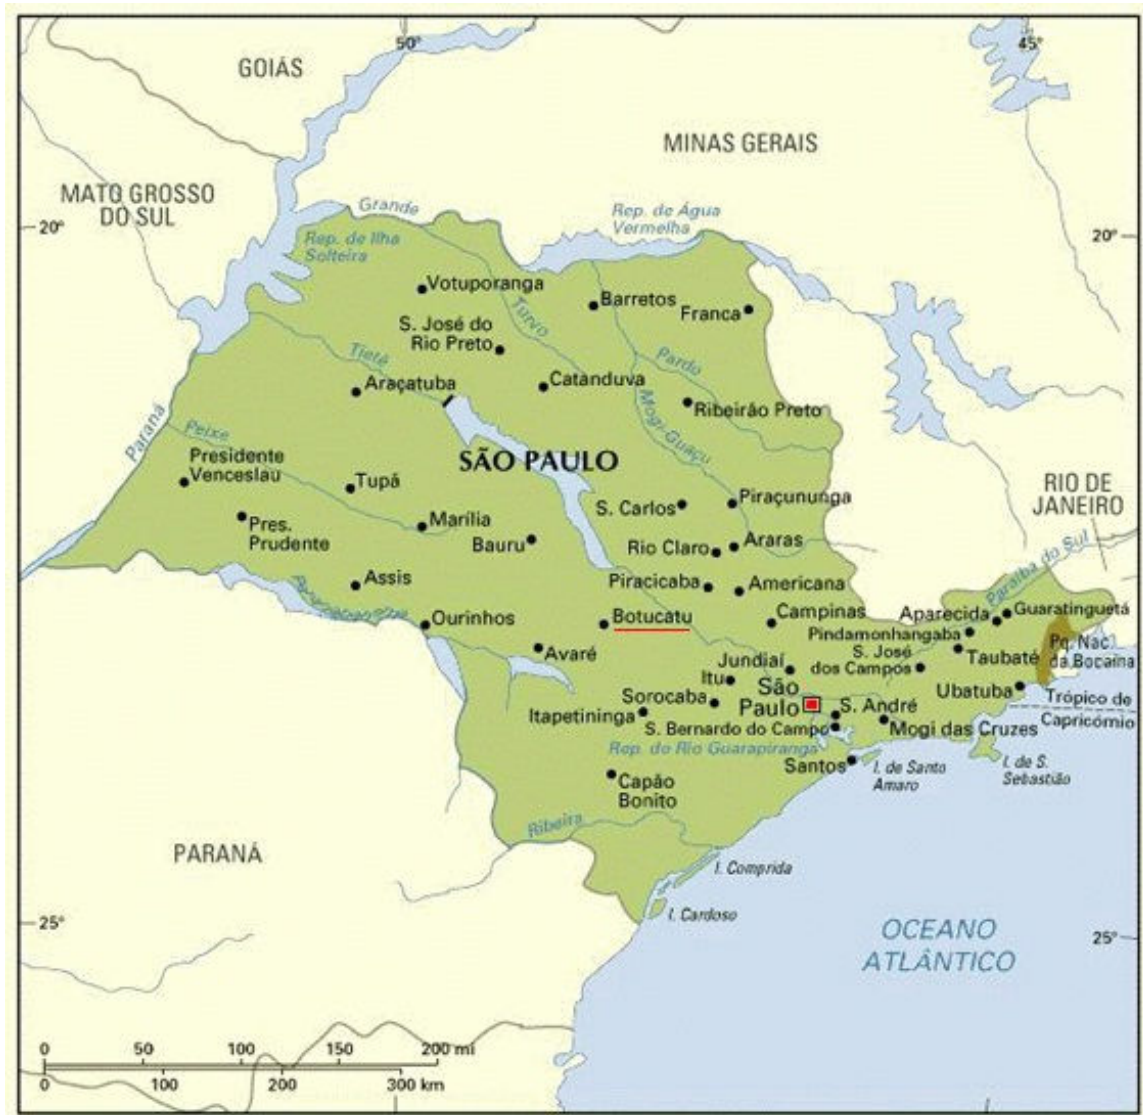 50°
45°
GOIÁS
MINAS GERAIS
MATO GROSSO
DO SUL
Grande
Rep. de Água
Vermelha
20°
20°
Rep. de Ilha
Solteira
Votuporanga
Barretos
Franca
Turvo
S. José do
Rio Preto
Pardo
Tietê
Araçatuba
Catanduva
Ribeirão Preto
Mogi-Guaçu
Paraná
Peixe
SÃO PAULO
Presidente
Venceslau
Tupá
RIO DE
JANEIRO
S. Carlos
Piraçununga
Pres.
Prudente
Marília
Bauru
Rio Claro
Araras
Paraíba do Sul
Assis
Piracicaba
Americana
Paranapanema
Ourinhos
Botucatu
Campinas
Aparecida
Guaratinguetá
Pindamonhangaba
Avaré
Jundiaí
S. José
dos Campos
Taubaté
Pq. Nac.
da Bocaina
Itu
São
Paulo
Ubatuba
Trópico de
Capricórnio
Sorocaba
Itapetininga
S. André
S. Bernardo do Campo
Mogi das Cruzes
Rep. do Rio Guarapiranga
Santos
I. de Santo
Amaro
I. de S.
Sebastião
Capão
Bonito
Ribeira
PARANÁ
I. Comprida
I. Cardoso
25°
25°
OCEANO
ATLÂNTICO
0 50 100 150 200 mi
0 100 200 300 km